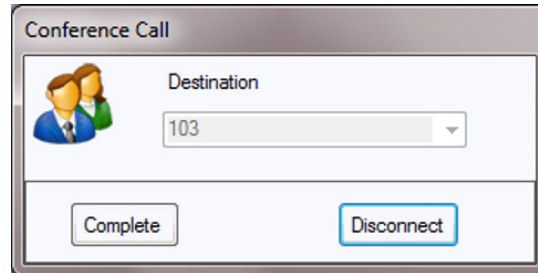 Conference Call
Destination
103
Complete
Disconnect